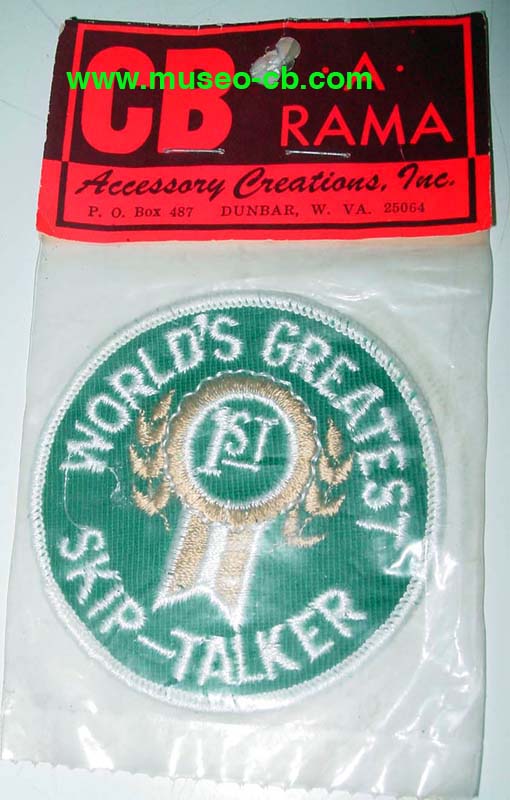 CB · A ·
RAMA
www.museo-cb.com
Accessory Creations, Inc.
P. O. Box 487 DUNBAR, W. VA. 25064
WORLD'S GREATEST
1ST
SKIP-TALKER